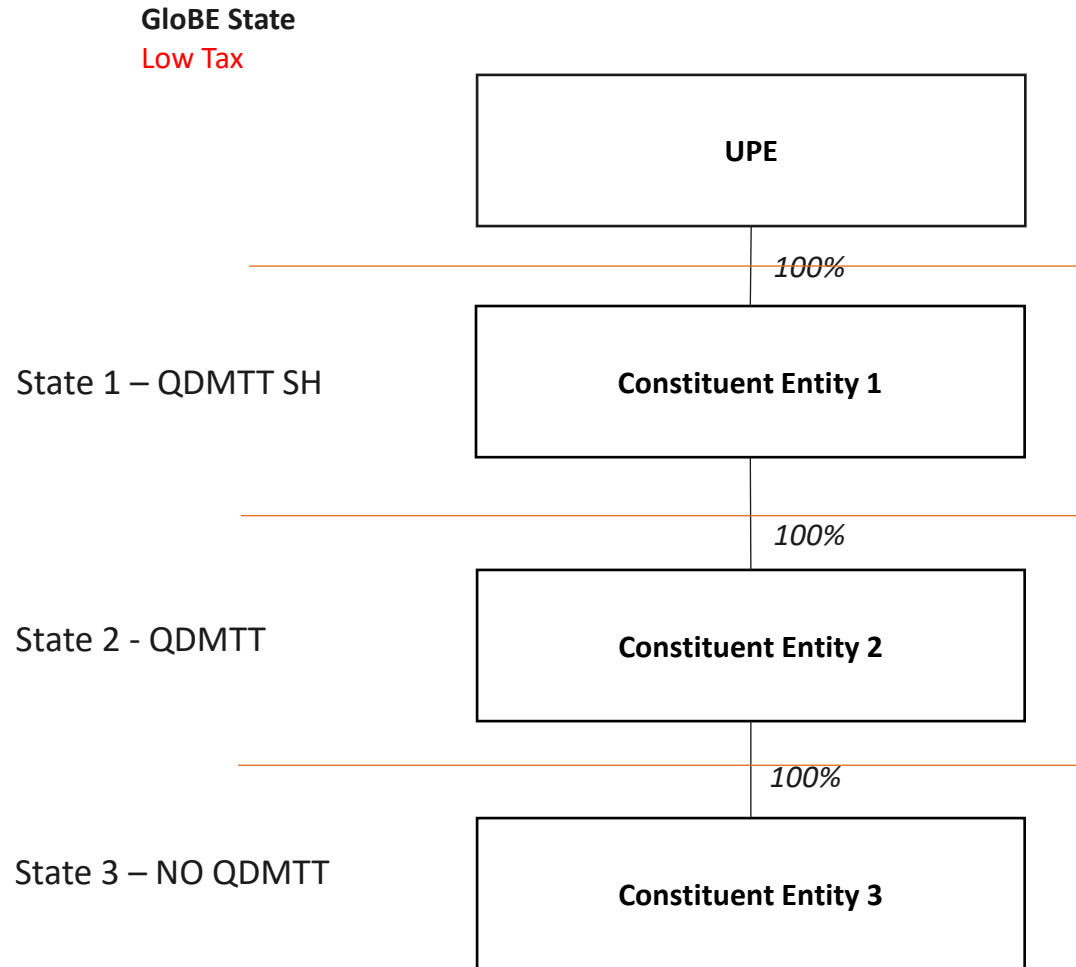 GloBE State
Low Tax
UPE
100%
State 1 – QDMTT SH
Constituent Entity 1
100%
State 2 - QDMTT
Constituent Entity 2
100%
State 3 – NO QDMTT
Constituent Entity 3